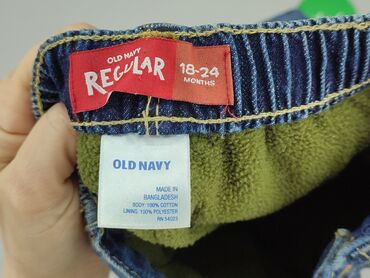 OLD NAVY
REGULAR
18-24
MONTHS
OLD NAVY
MADE IN
BANGLADESH
BODY: 100% COTTON
LINING: 100% POLYESTER
RN 54023